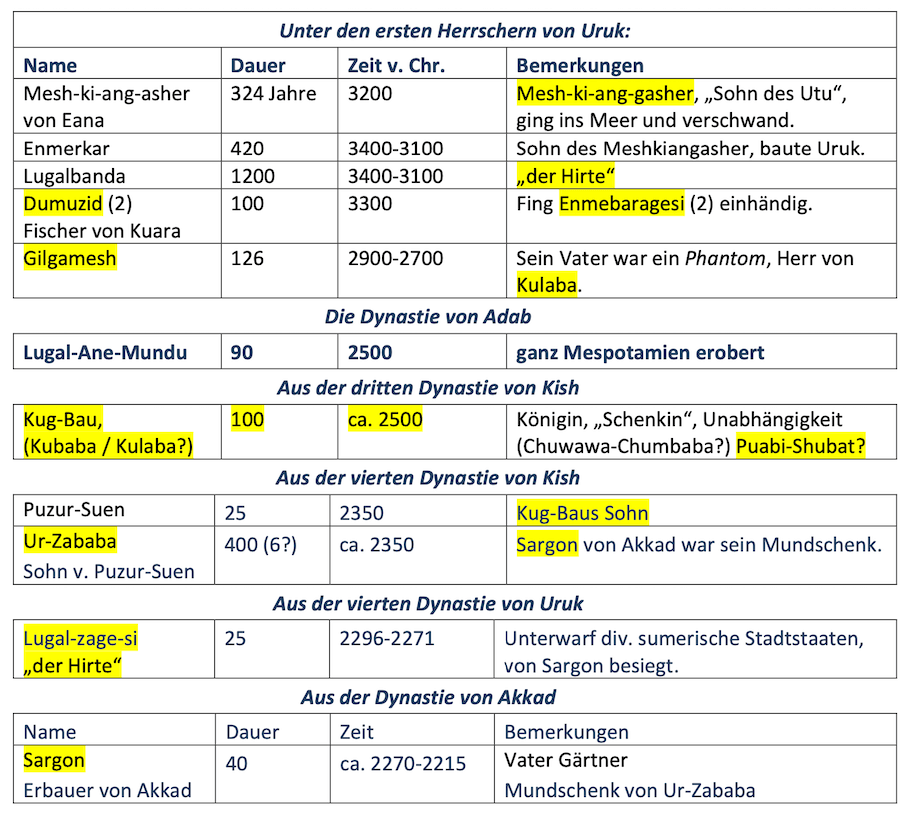 Unter den ersten Herrschern von Uruk:
Name Dauer Zeit v. Chr. Bemerkungen
Mesh-ki-ang-asher 324 Jahre 3200 Mesh-ki-ang-gasher, „Sohn des Utu“,
von Eana ging ins Meer und verschwand.
Enmerkar 420 3400-3100 Sohn des Meshkiangasher, baute Uruk.
Lugalbanda 1200 3400-3100 „der Hirte“
Dumuzid (2) 100 3300 Fing Enmebaragesi (2) einhändig.
Fischer von Kuara
Gilgamesh 126 2900-2700 Sein Vater war ein Phantom, Herr von
Kulaba.
Die Dynastie von Adab
Lugal-Ane-Mundu 90 2500 ganz Mespotamien erobert
Aus der dritten Dynastie von Kish
Kug-Bau, 100 ca. 2500 Königin, „Schenkin“, Unabhängigkeit
(Kubaba / Kulaba?) (Chuwawa-Chumbaba?) Puabi-Shubat?
Aus der vierten Dynastie von Kish
Puzur-Suen 25 2350 Kug-Baus Sohn
Ur-Zababa 400 (6?) ca. 2350 Sargon von Akkad war sein Mundschenk.
Sohn v. Puzur-Suen
Aus der vierten Dynastie von Uruk
Lugal-zage-si 25 2296-2271 Unterwarf div. sumerische Stadtstaaten,
„der Hirte“ von Sargon besiegt.
Aus der Dynastie von Akkad
Name Dauer Zeit Bemerkungen
Sargon 40 ca. 2270-2215 Vater Gärtner
Erbauer von Akkad Mundschenk von Ur-Zababa